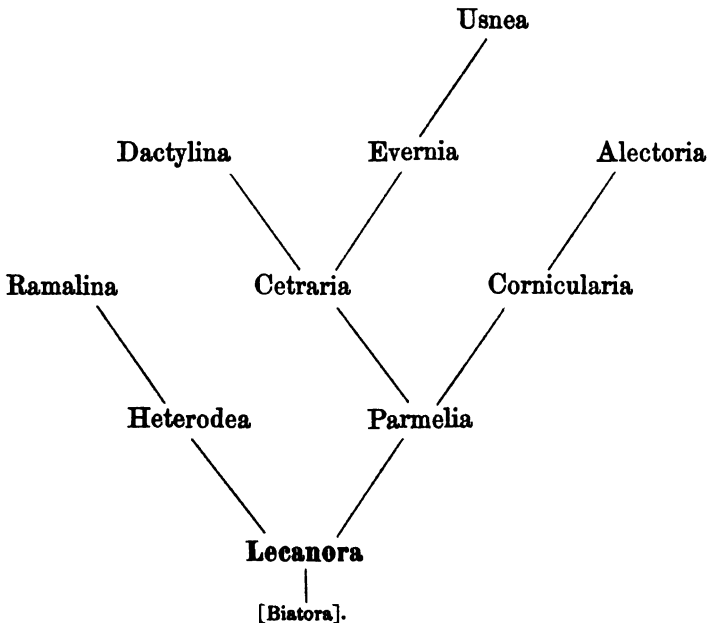 Usnea
Dactylina Evernia Alectoria
Ramalina Cetraria Cornicularia
Heterodea Parmelia
Lecanora
[Biatora].